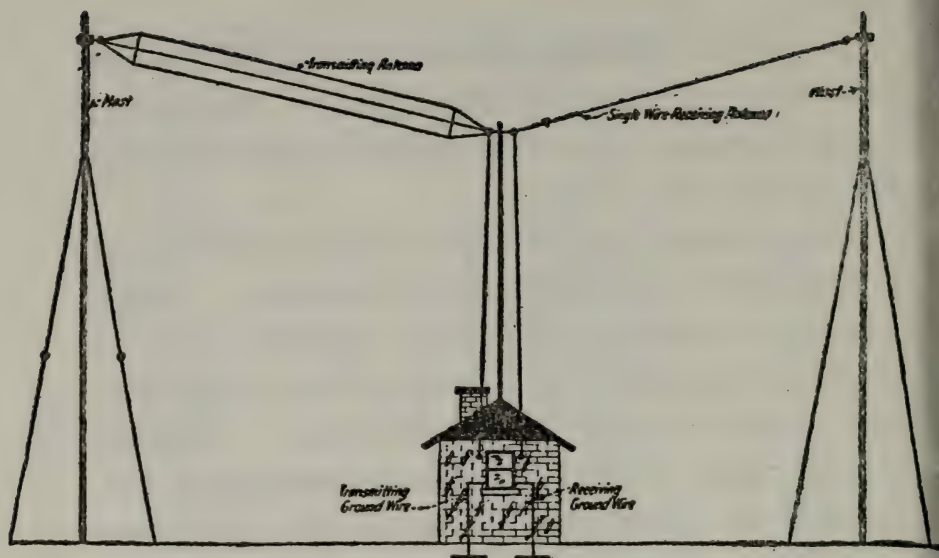 Transmitting Antenna
Mast
Mast
Single Wire Receiving Antenna
Transmitting
Ground Wire
Receiving
Ground Wire